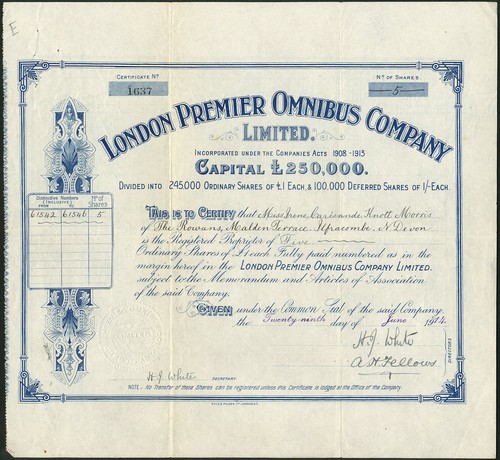 E
CERTIFICATE Nº
1637
Nº OF SHARES.
5
LONDON PREMIER OMNIBUS COMPANY
LIMITED.
INCORPORATED UNDER THE COMPANIES ACTS 1908-1913
CAPITAL £250,000.
DIVIDED INTO 245,000 ORDINARY SHARES OF £1 EACH & 100,000 DEFERRED SHARES OF 1/- EACH.
Distinctive Numbers (INCLUSIVE) FROM TO
Nº of Shares
61542 61546 5
THIS IS TO CERTIFY that Miss Irene Knott Morris
of The Rowans, Malden Terrace, Ilfracombe, N. Devon
is the Registered Proprietor of Five
Ordinary Shares of £1 each Fully paid numbered as in the
margin hereof in the LONDON PREMIER OMNIBUS COMPANY LIMITED.
subject to the Memorandum and Articles of Association
of the said Company.
GIVEN under the Common Seal of the said Company
the Twenty-ninth day of June 1914.
H. J. White
A. H. Fellows
DIRECTORS
H. J. White SECRETARY.
NOTE.- No Transfer of these Shares can be registered unless this Certificate is lodged at the Office of the Company.